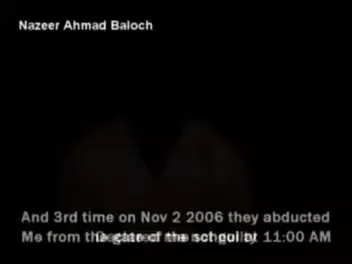 Nazeer Ahmad Baloch
And 3rd time on Nov 2 2006 they abducted
Me from the gate of the school at 11:00 AM